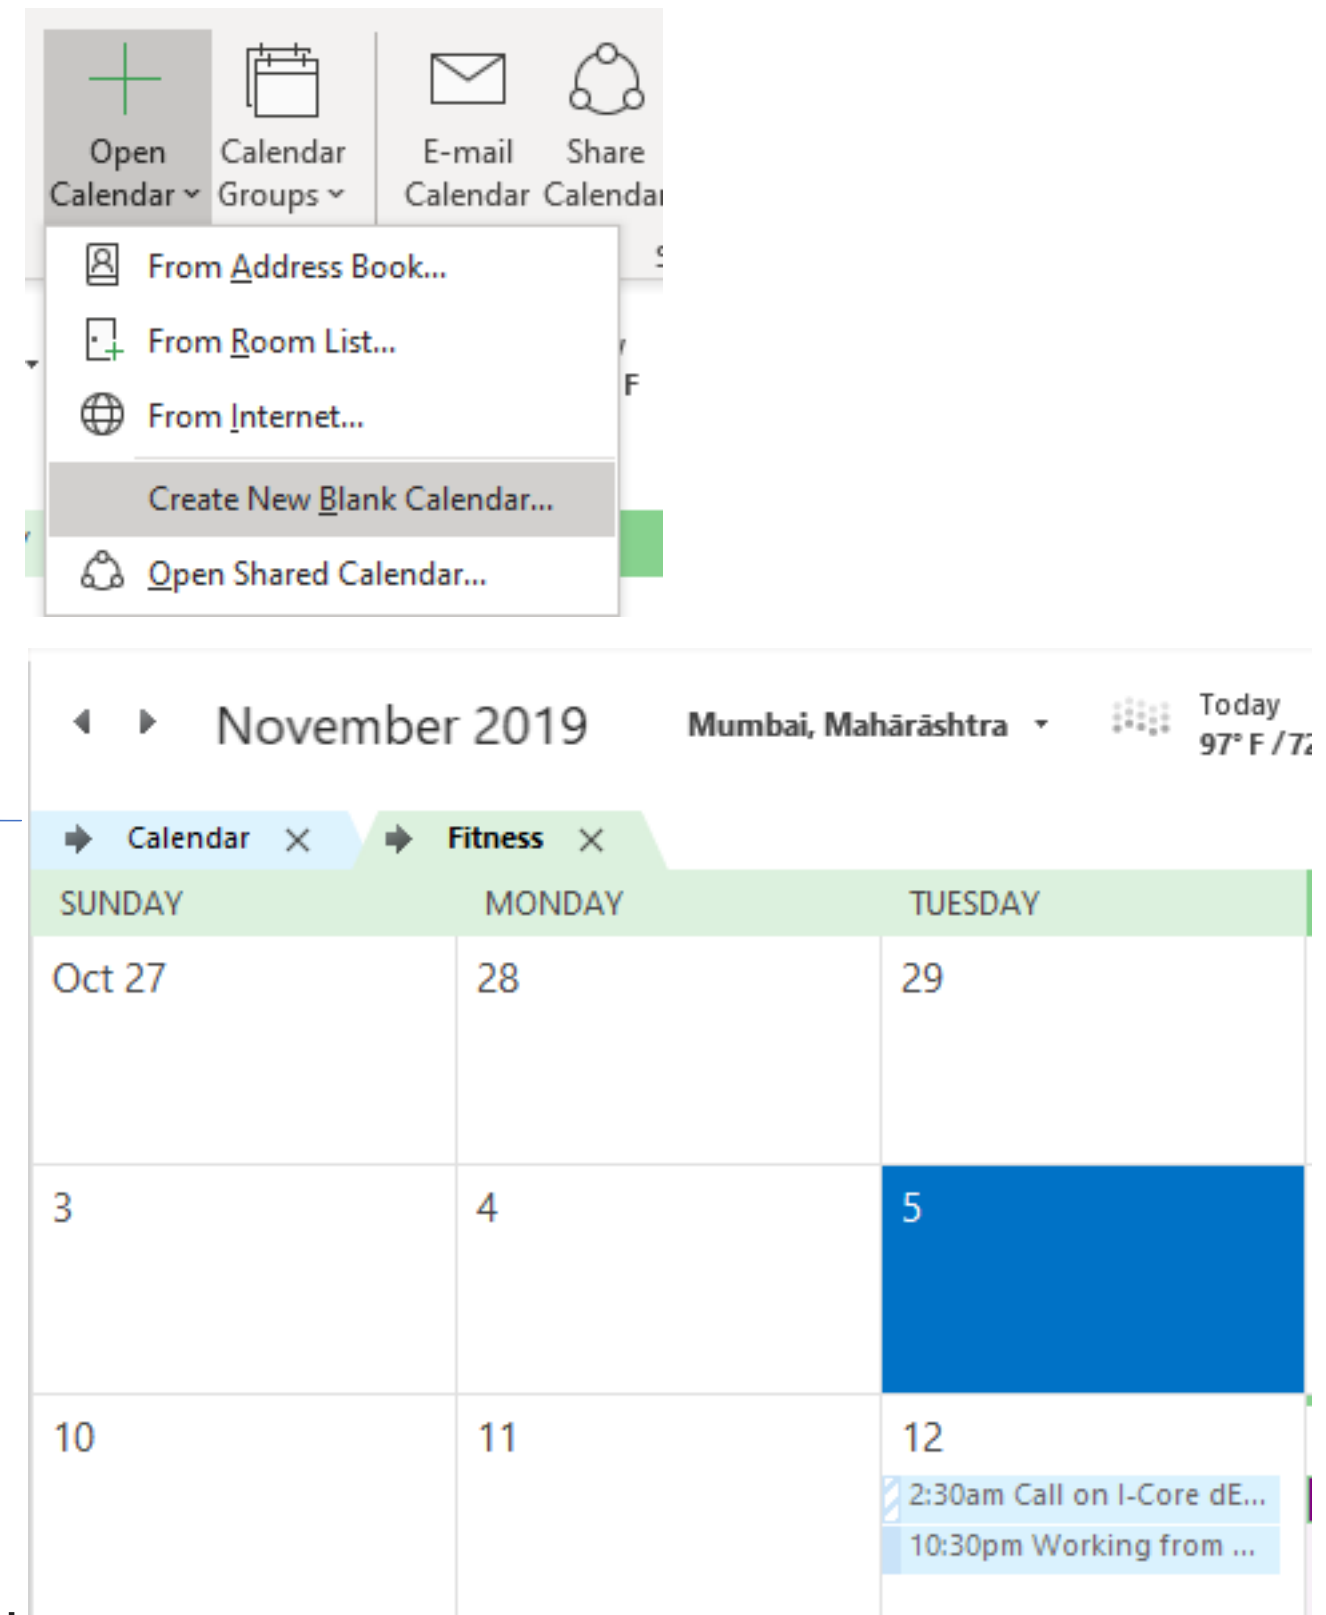 Open Calendar
Groups
Calendar
E-mail Calendar
Share Calendar
From Address Book...
From Room List...
From Internet...
F
Create New Blank Calendar...
Open Shared Calendar...
November 2019
Mumbai, Mahārāshtra
Today
97° F / 72
Calendar
Fitness
SUNDAY MONDAY TUESDAY
Oct 27 28 29
3 4 5
10 11 12
2:30am Call on I-Core dE...
10:30pm Working from ...